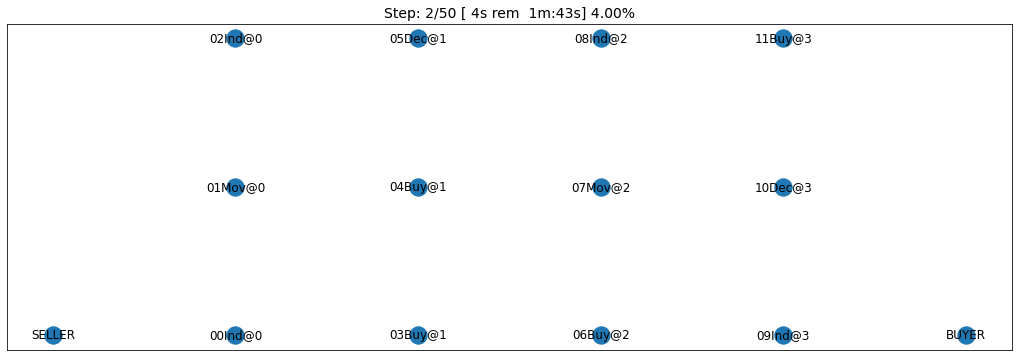 Step: 2/50 [ 4s rem  1m:43s] 4.00%
02Ind@0 05Dec@1 08Ind@2 11Buy@3
01Mov@0 04Buy@1 07Mov@2 10Dec@3
SELLER 00Ind@0 03Buy@1 06Buy@2 09Ind@3 BUYER